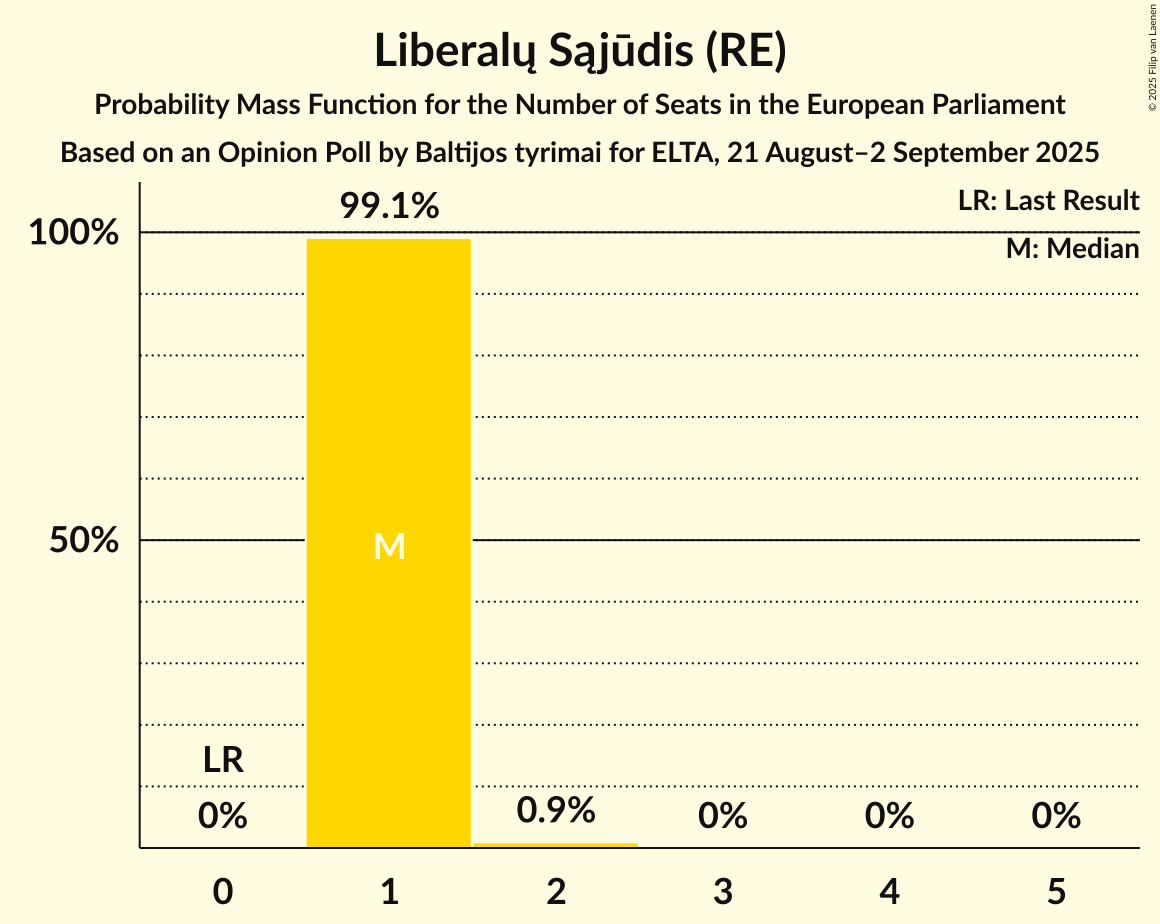 Liberalų Sąjūdis (RE)
Probability Mass Function for the Number of Seats in the European Parliament
Based on an Opinion Poll by Baltijos tyrimai for ELTA, 21 August–2 September 2025
© 2025 Filip van Laenen
LR: Last Result
M: Median
99.1%
100%
50%
M
LR
0%
0.9%
0%
0%
0%
0 1 2 3 4 5